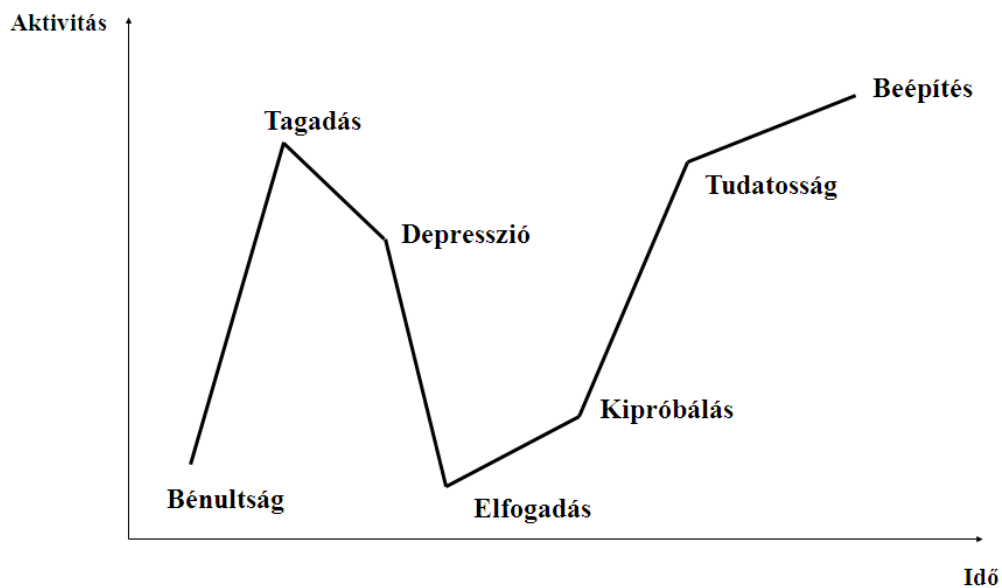 Aktivitás
Beépítés
Tagadás
Tudatosság
Depresszió
Kipróbálás
Bénultság
Elfogadás
Idő